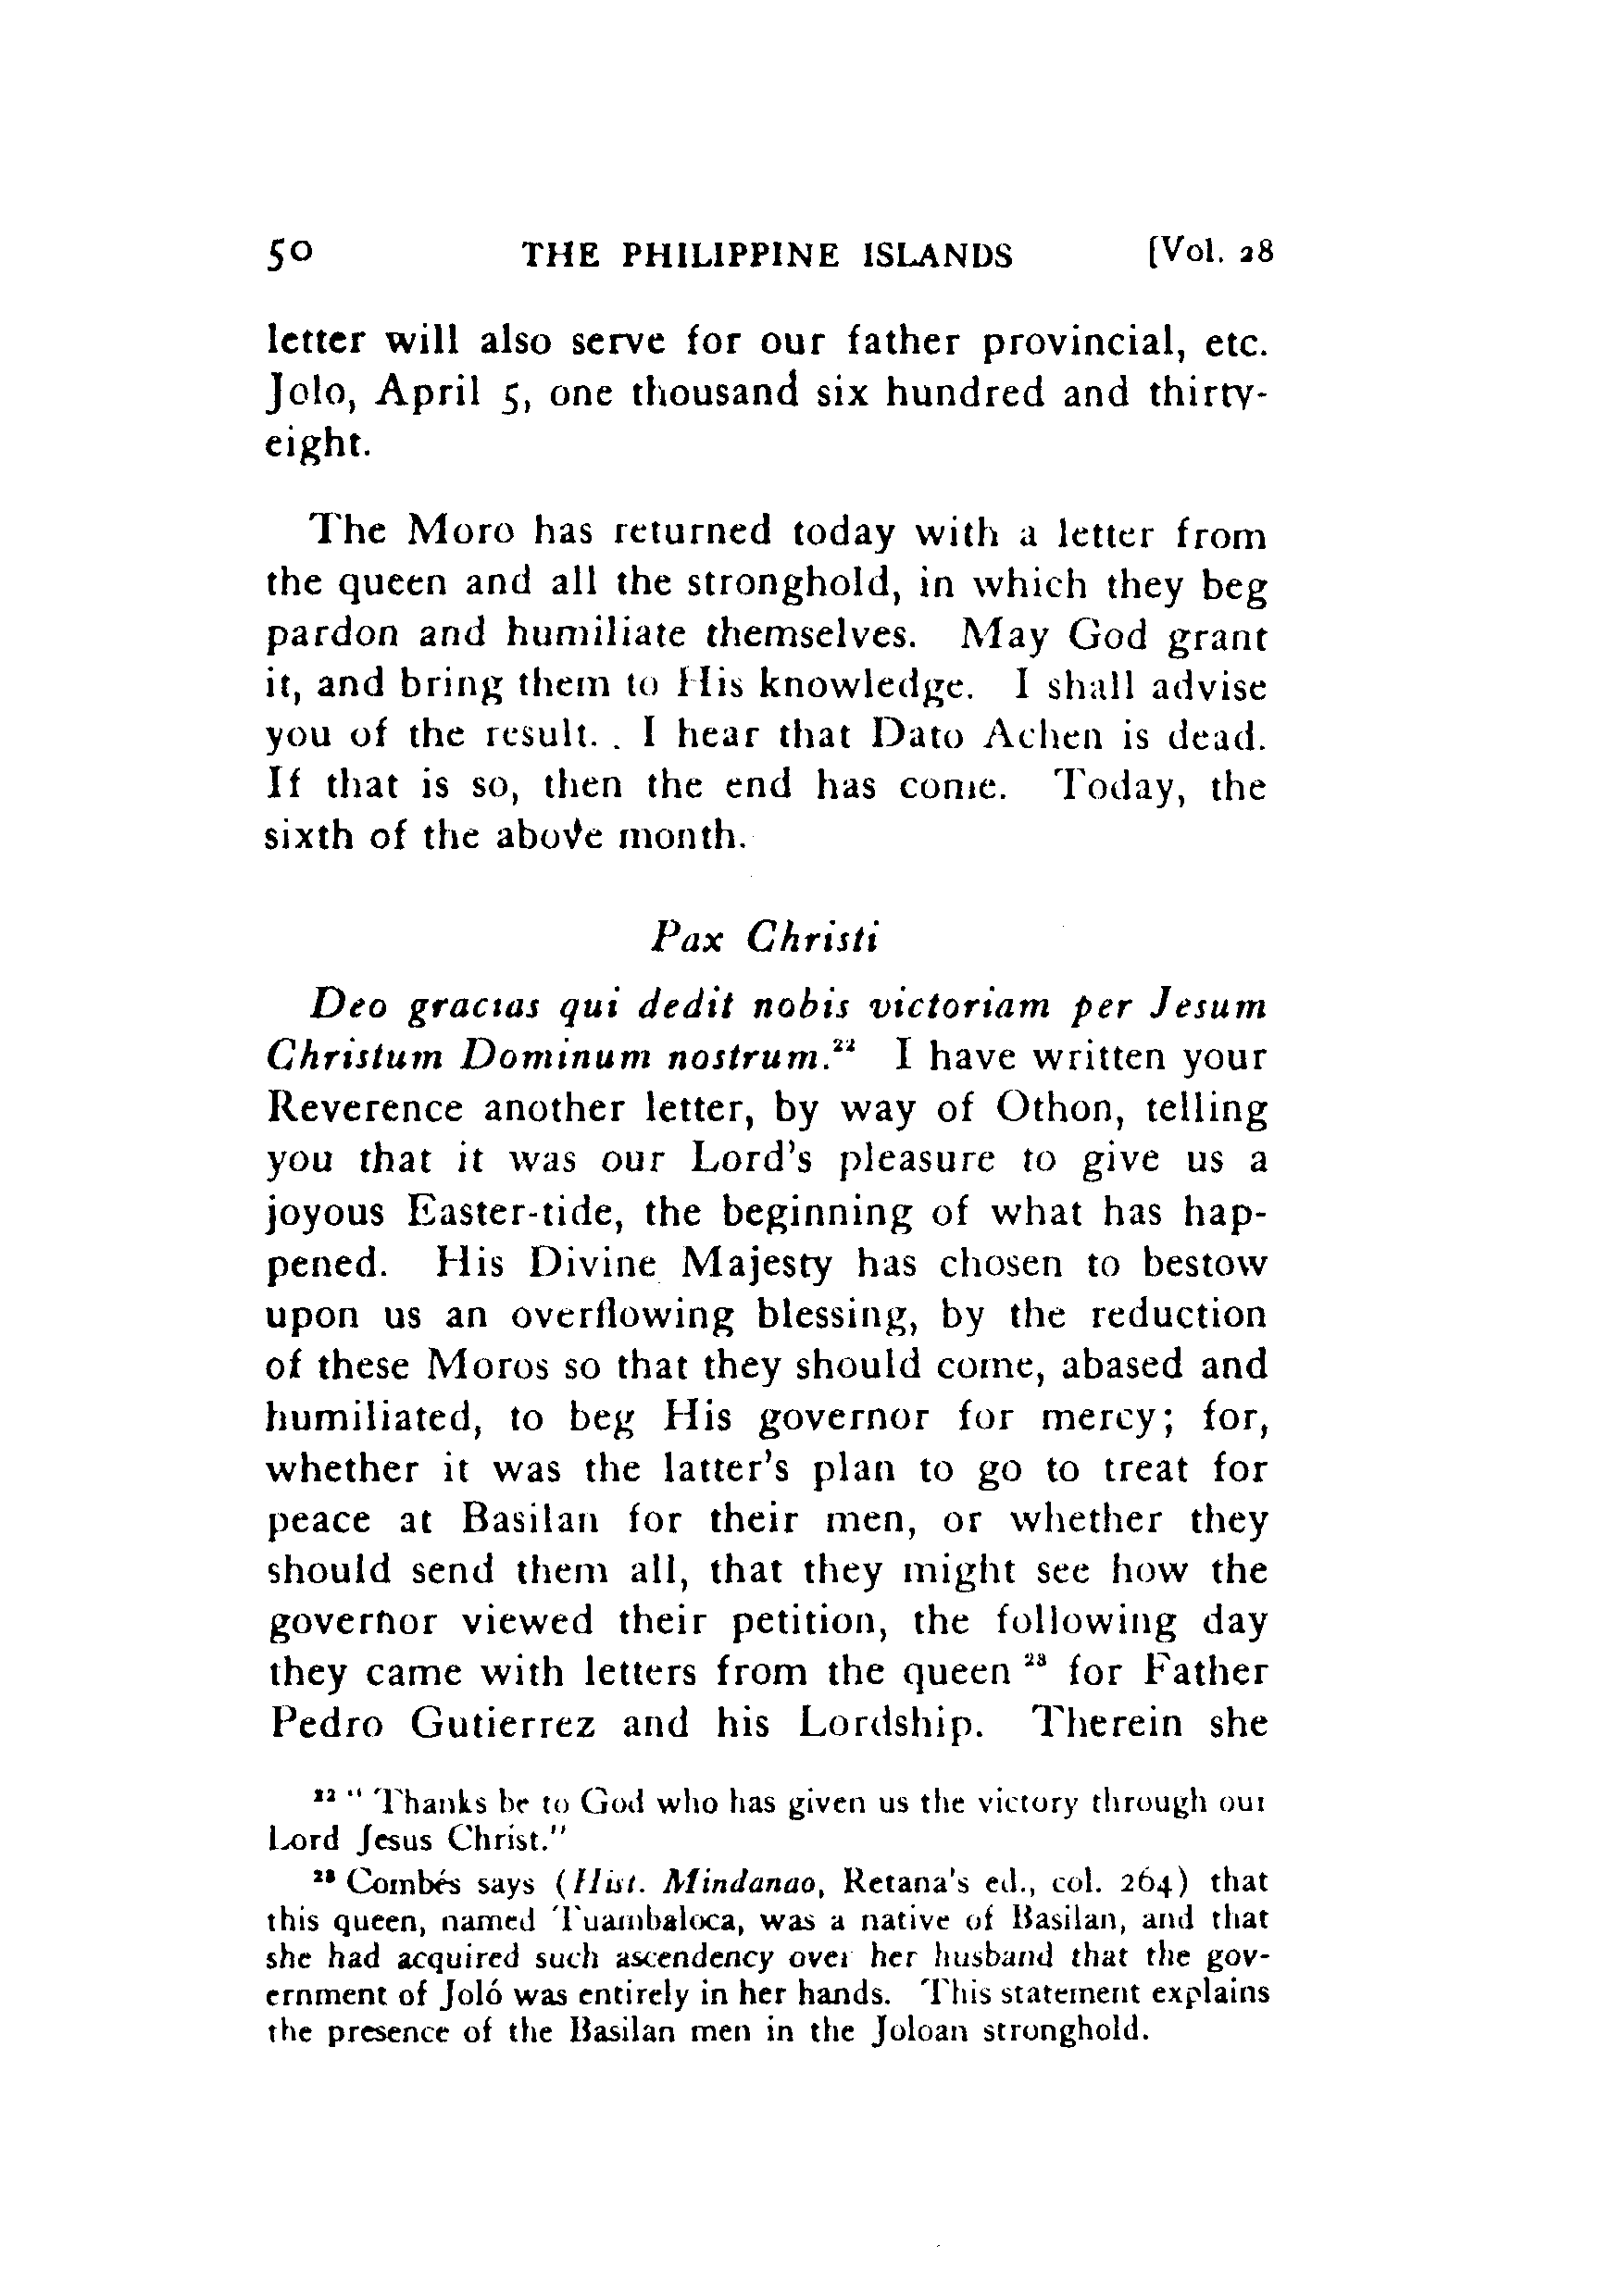 50 THE PHILIPPINE ISLANDS [Vol. 28
letter will also serve for our father provincial, etc.
Jolo, April 5, one thousand six hundred and thirty-
eight.
The Moro has returned today with a letter from
the queen and all the stronghold, in which they beg
pardon and humiliate themselves. May God grant
it, and bring them to His knowledge. I shall advise
you of the result. . I hear that Dato Achen is dead.
If that is so, then the end has come. Today, the
sixth of the above month.
Pax Christi
Deo gracias qui dedit nobis victoriam per Jesum
Christum Dominum nostrum.²² I have written your
Reverence another letter, by way of Othon, telling
you that it was our Lord's pleasure to give us a
joyous Easter-tide, the beginning of what has hap-
pened. His Divine Majesty has chosen to bestow
upon us an overflowing blessing, by the reduction
of these Moros so that they should come, abased and
humiliated, to beg His governor for mercy; for,
whether it was the latter's plan to go to treat for
peace at Basilan for their men, or whether they
should send them all, that they might see how the
governor viewed their petition, the following day
they came with letters from the queen ²³ for Father
Pedro Gutierrez and his Lordship. Therein she
²² " Thanks be to God who has given us the victory through our
Lord Jesus Christ."
²³ Combés says (Hist. Mindanao, Retana's ed., col. 264) that
this queen, named Tuambaloca, was a native of Basilan, and that
she had acquired such ascendency over her husband that the gov-
ernment of Joló was entirely in her hands. This statement explains
the presence of the Basilan men in the Joloan stronghold.